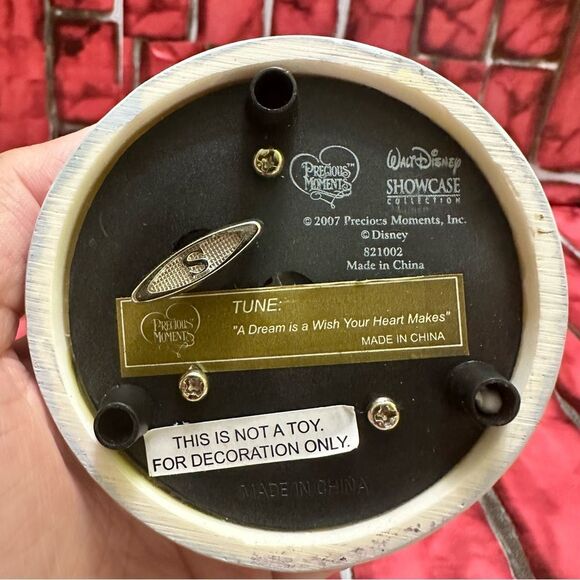 PRECIOUS
MOMENTS™
WALT DISNEY
SHOWCASE
COLLECTION
© 2007 Precious Moments, Inc.
© Disney
821002
Made in China
S
PRECIOUS
MOMENTS
TUNE:
"A Dream is a Wish Your Heart Makes"
MADE IN CHINA
THIS IS NOT A TOY.
FOR DECORATION ONLY.
MADE IN CHINA